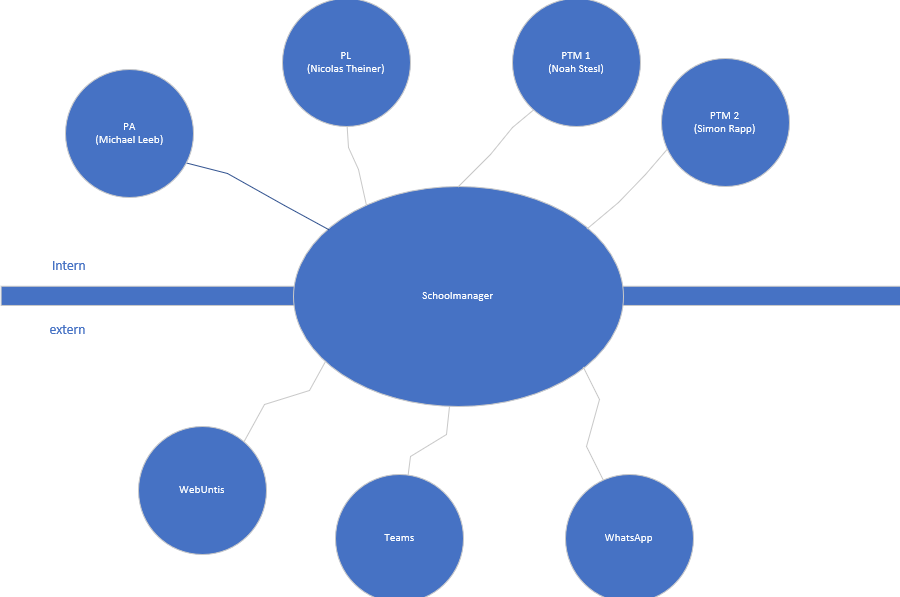 PL
(Nicolas Theiner)
PTM 1
(Noah Stesl)
PTM 2
(Simon Rapp)
PA
(Michael Leeb)
Intern
Schoolmanager
extern
WebUntis
Teams
WhatsApp